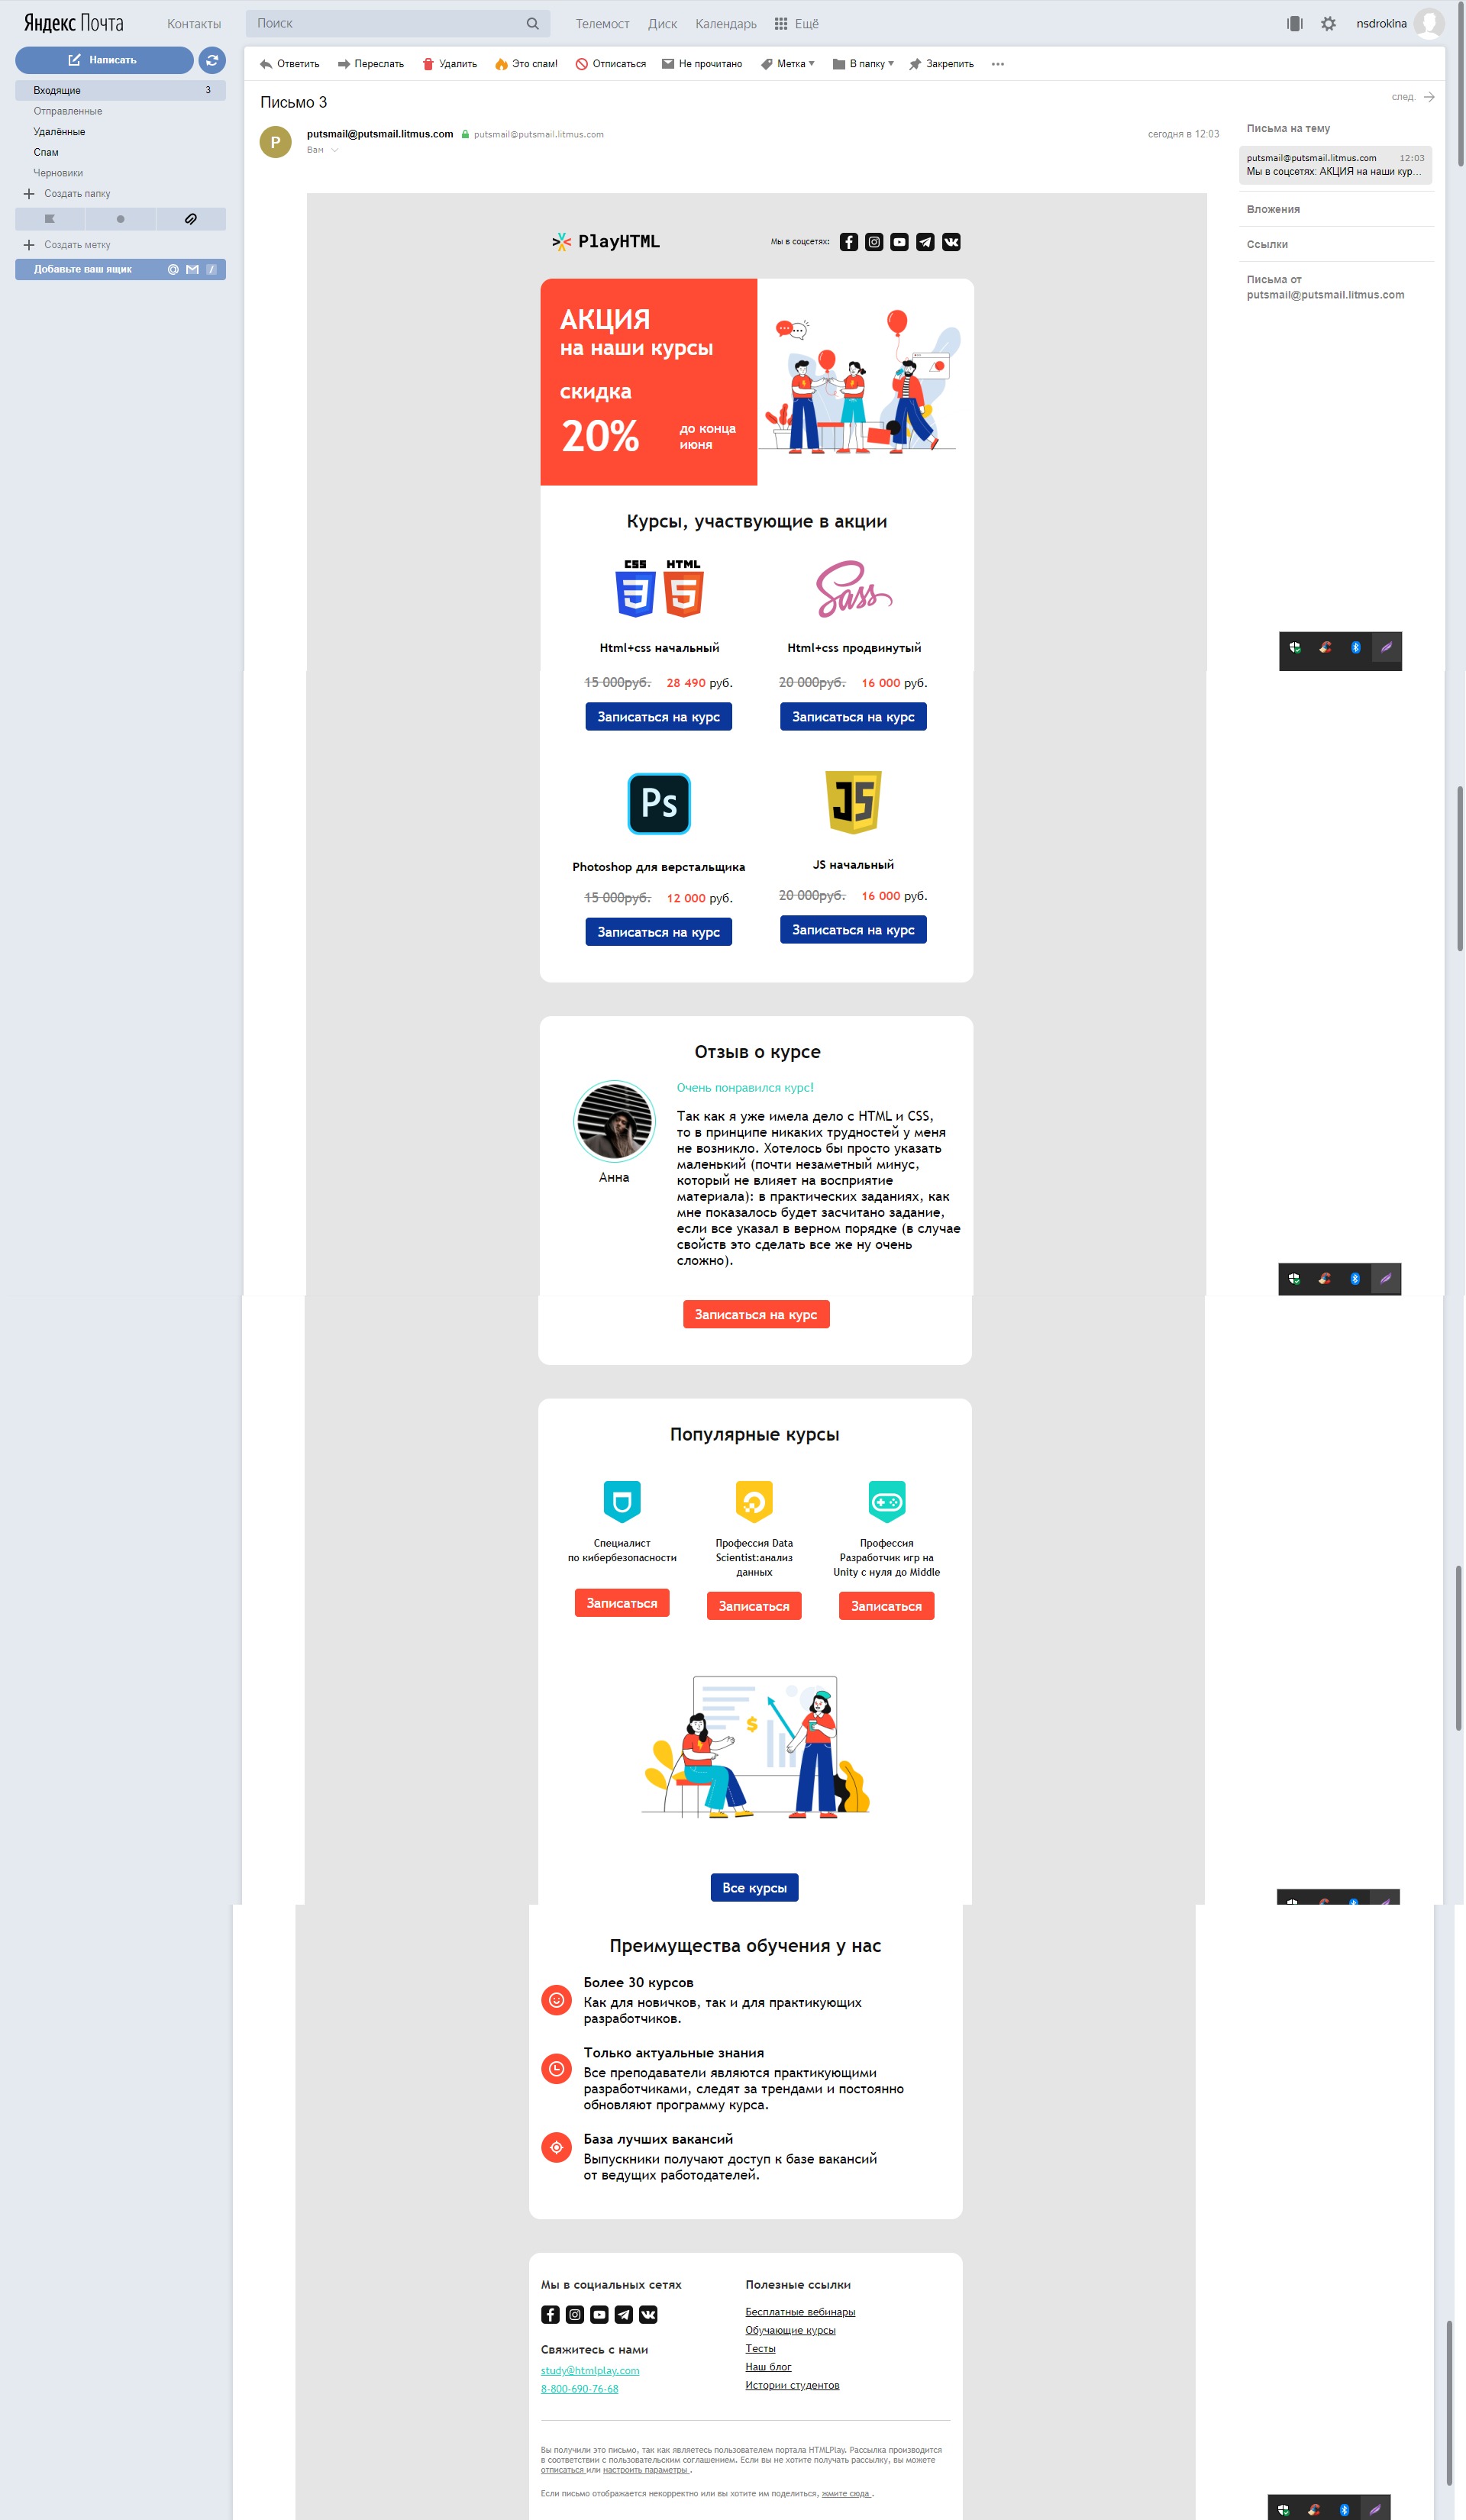 Яндекс Почта
Контакты
Поиск
Телемост
Диск
Календарь
Ещё
nsdrokina
Написать
Входящие 3
Отправленные
Удалённые
Спам
Черновики
Создать папку
Создать метку
Добавьте ваш ящик
Ответить
Переслать
Удалить
Это спам!
Отписаться
Не прочитано
Метка
В папку
Закрепить
Письмо 3
след.
P
putsmail@putsmail.litmus.com putsmail@putsmail.litmus.com
сегодня в 12:03
Вам
Письма на тему
putsmail@putsmail.litmus.com 12:03
Мы в соцсетях: АКЦИЯ на наши кур...
Вложения
Ссылки
Письма от
putsmail@putsmail.litmus.com
PlayHTML
Мы в соцсетях:
АКЦИЯ
на наши курсы
скидка
20%
до конца
июня
Курсы, участвующие в акции
CSS HTML
3 5
Sass
Html+css начальный
Html+css продвинутый
15 000руб. 28 490 руб.
20 000руб. 16 000 руб.
Записаться на курс
Записаться на курс
Ps
JS
Photoshop для верстальщика
JS начальный
15 000руб. 12 000 руб.
20 000руб. 16 000 руб.
Записаться на курс
Записаться на курс
Отзыв о курсе
Очень понравился курс!
Так как я уже имела дело с HTML и CSS,
то в принципе никаких трудностей у меня
не возникло. Хотелось бы просто указать
маленький (почти незаметный минус,
который не влияет на восприятие
материала): в практических заданиях, как
мне показалось будет засчитано задание,
если все указал в верном порядке (в случае
свойств это сделать все же ну очень
сложно).
Анна
Записаться на курс
Популярные курсы
Специалист
по кибербезопасности
Профессия Data
Scientist:анализ
данных
Профессия
Разработчик игр на
Unity с нуля до Middle
Записаться
Записаться
Записаться
$
Все курсы
Преимущества обучения у нас
Более 30 курсов
Как для новичков, так и для практикующих
разработчиков.
Только актуальные знания
Все преподаватели являются практикующими
разработчиками, следят за трендами и постоянно
обновляют программу курса.
База лучших вакансий
Выпускники получают доступ к базе вакансий
от ведущих работодателей.
Мы в социальных сетях
Свяжитесь с нами
study@htmlplay.com
8-800-690-76-68
Полезные ссылки
Бесплатные вебинары
Обучающие курсы
Тесты
Наш блог
Истории студентов
Вы получили это письмо, так как являетесь пользователем портала HTMLPlay. Рассылка производится
в соответствии с пользовательским соглашением. Если вы не хотите получать рассылку, вы можете
отписаться или настроить параметры .
Если письмо отображается некорректно или вы хотите им поделиться, жмите сюда .